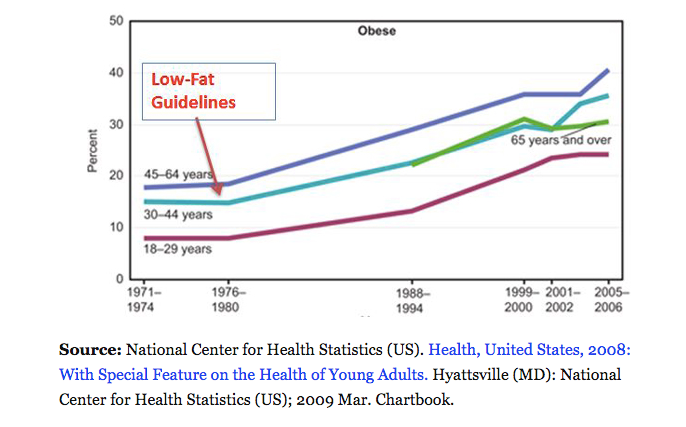 Obese
50
40
30
20
10
0
Percent
Low-Fat
Guidelines
45–64 years
30–44 years
18–29 years
65 years and over
1971–
1974
1976–
1980
1988–
1994
1999–
2000
2001–
2002
2005–
2006
Source: National Center for Health Statistics (US). Health, United States, 2008:
With Special Feature on the Health of Young Adults. Hyattsville (MD): National
Center for Health Statistics (US); 2009 Mar. Chartbook.